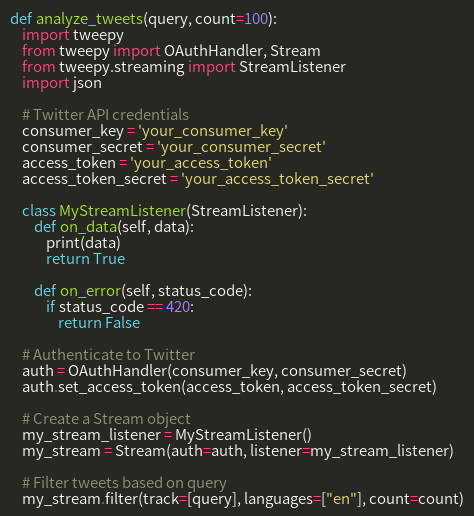 def analyze_tweets(query, count=100):
import tweepy
from tweepy import OAuthHandler, Stream
from tweepy.streaming import StreamListener
import json
# Twitter API credentials
consumer_key = 'your_consumer_key'
consumer_secret = 'your_consumer_secret'
access_token = 'your_access_token'
access_token_secret = 'your_access_token_secret'
class MyStreamListener(StreamListener):
def on_data(self, data):
print(data)
return True
def on_error(self, status_code):
if status_code == 420:
return False
# Authenticate to Twitter
auth = OAuthHandler(consumer_key, consumer_secret)
auth.set_access_token(access_token, access_token_secret)
# Create a Stream object
my_stream_listener = MyStreamListener()
my_stream = Stream(auth=auth, listener=my_stream_listener)
# Filter tweets based on query
my_stream.filter(track=[query], languages=["en"], count=count)